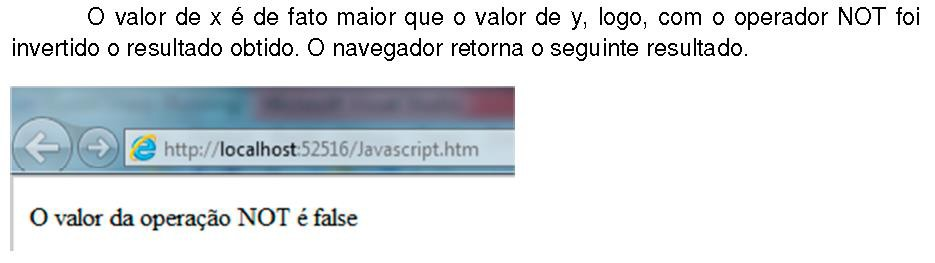 O valor de x é de fato maior que o valor de y, logo, com o operador NOT foi
invertido o resultado obtido. O navegador retorna o seguinte resultado.
http://localhost:52516/Javascript.htm
O valor da operação NOT é false